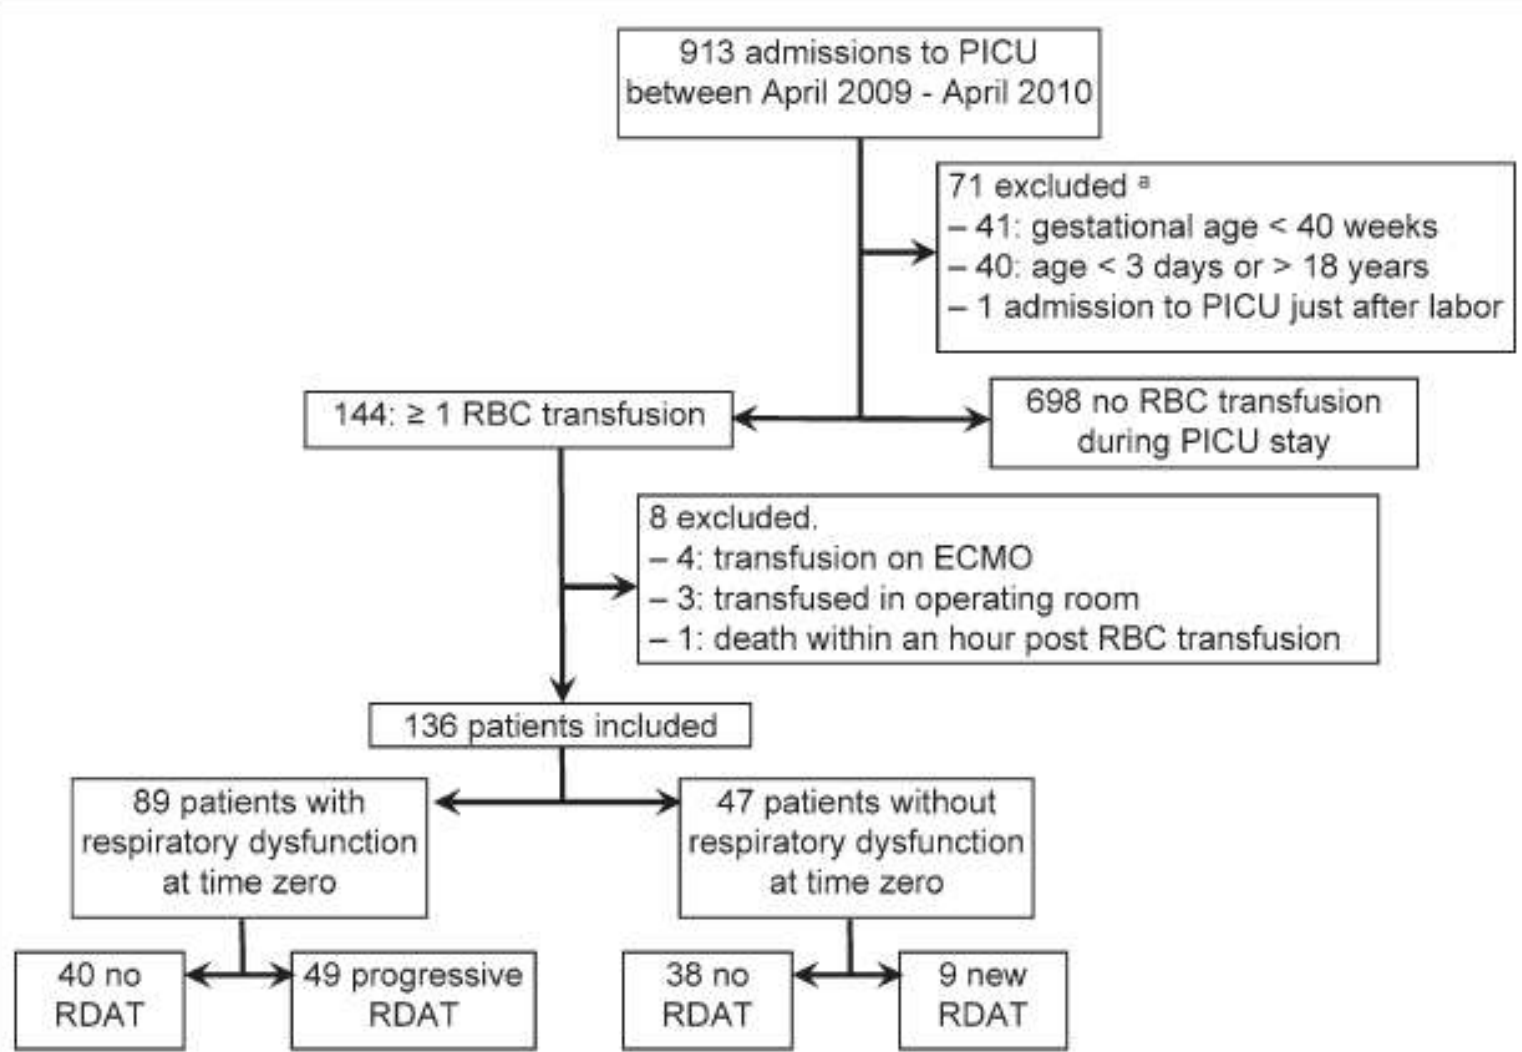 913 admissions to PICU
between April 2009 - April 2010
71 excluded ª
– 41: gestational age < 40 weeks
– 40: age < 3 days or > 18 years
– 1 admission to PICU just after labor
144: ≥ 1 RBC transfusion
698 no RBC transfusion
during PICU stay
8 excluded.
– 4: transfusion on ECMO
– 3: transfused in operating room
– 1: death within an hour post RBC transfusion
136 patients included
89 patients with
respiratory dysfunction
at time zero
47 patients without
respiratory dysfunction
at time zero
40 no
RDAT
49 progressive
RDAT
38 no
RDAT
9 new
RDAT